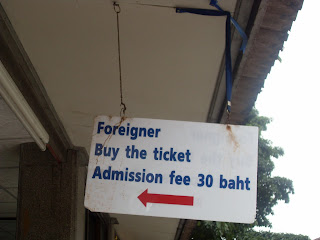 Foreigner
Buy the ticket
Admission fee 30 baht